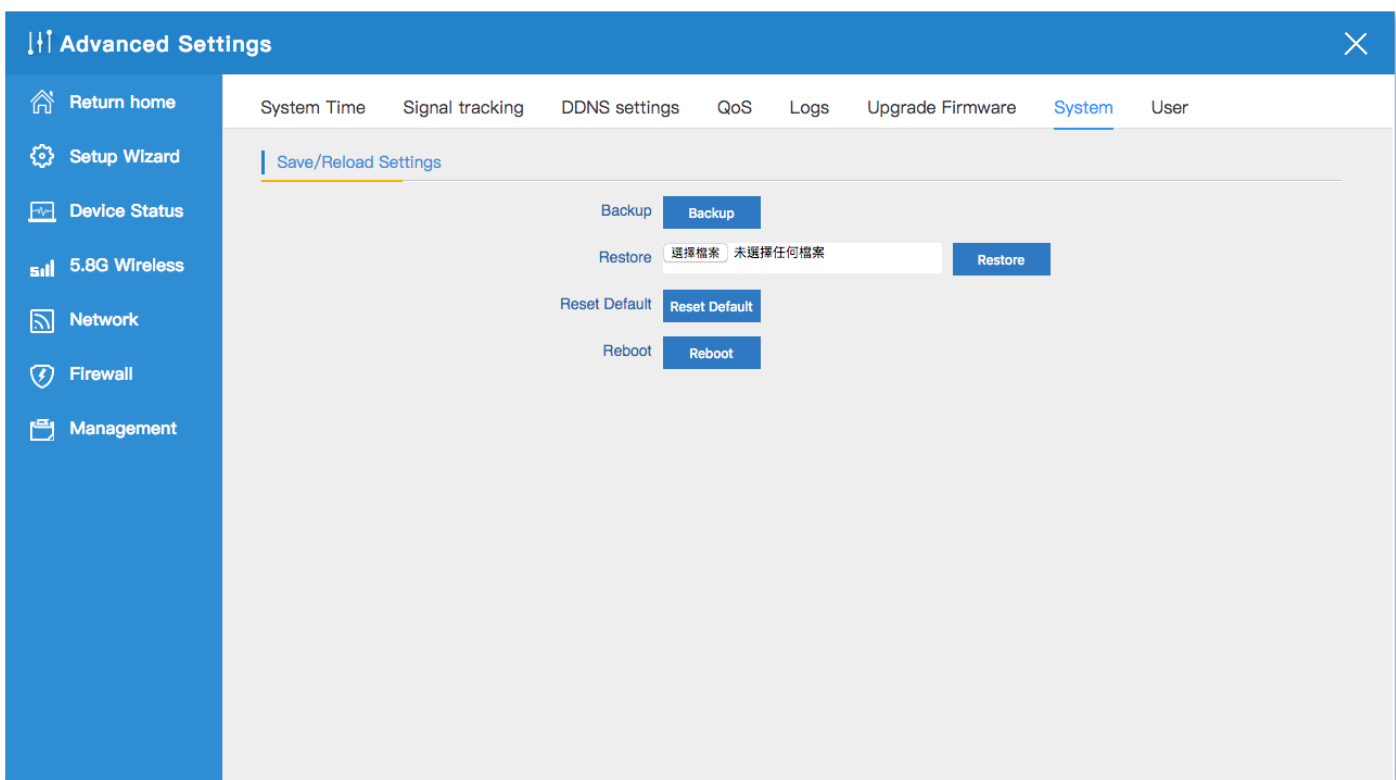 Advanced Settings
Return home
Setup Wizard
Device Status
5.8G Wireless
Network
Firewall
Management
System Time Signal tracking DDNS settings QoS Logs Upgrade Firmware System User
Save/Reload Settings
Backup Backup
Restore 選擇檔案 未選擇任何檔案 Restore
Reset Default Reset Default
Reboot Reboot